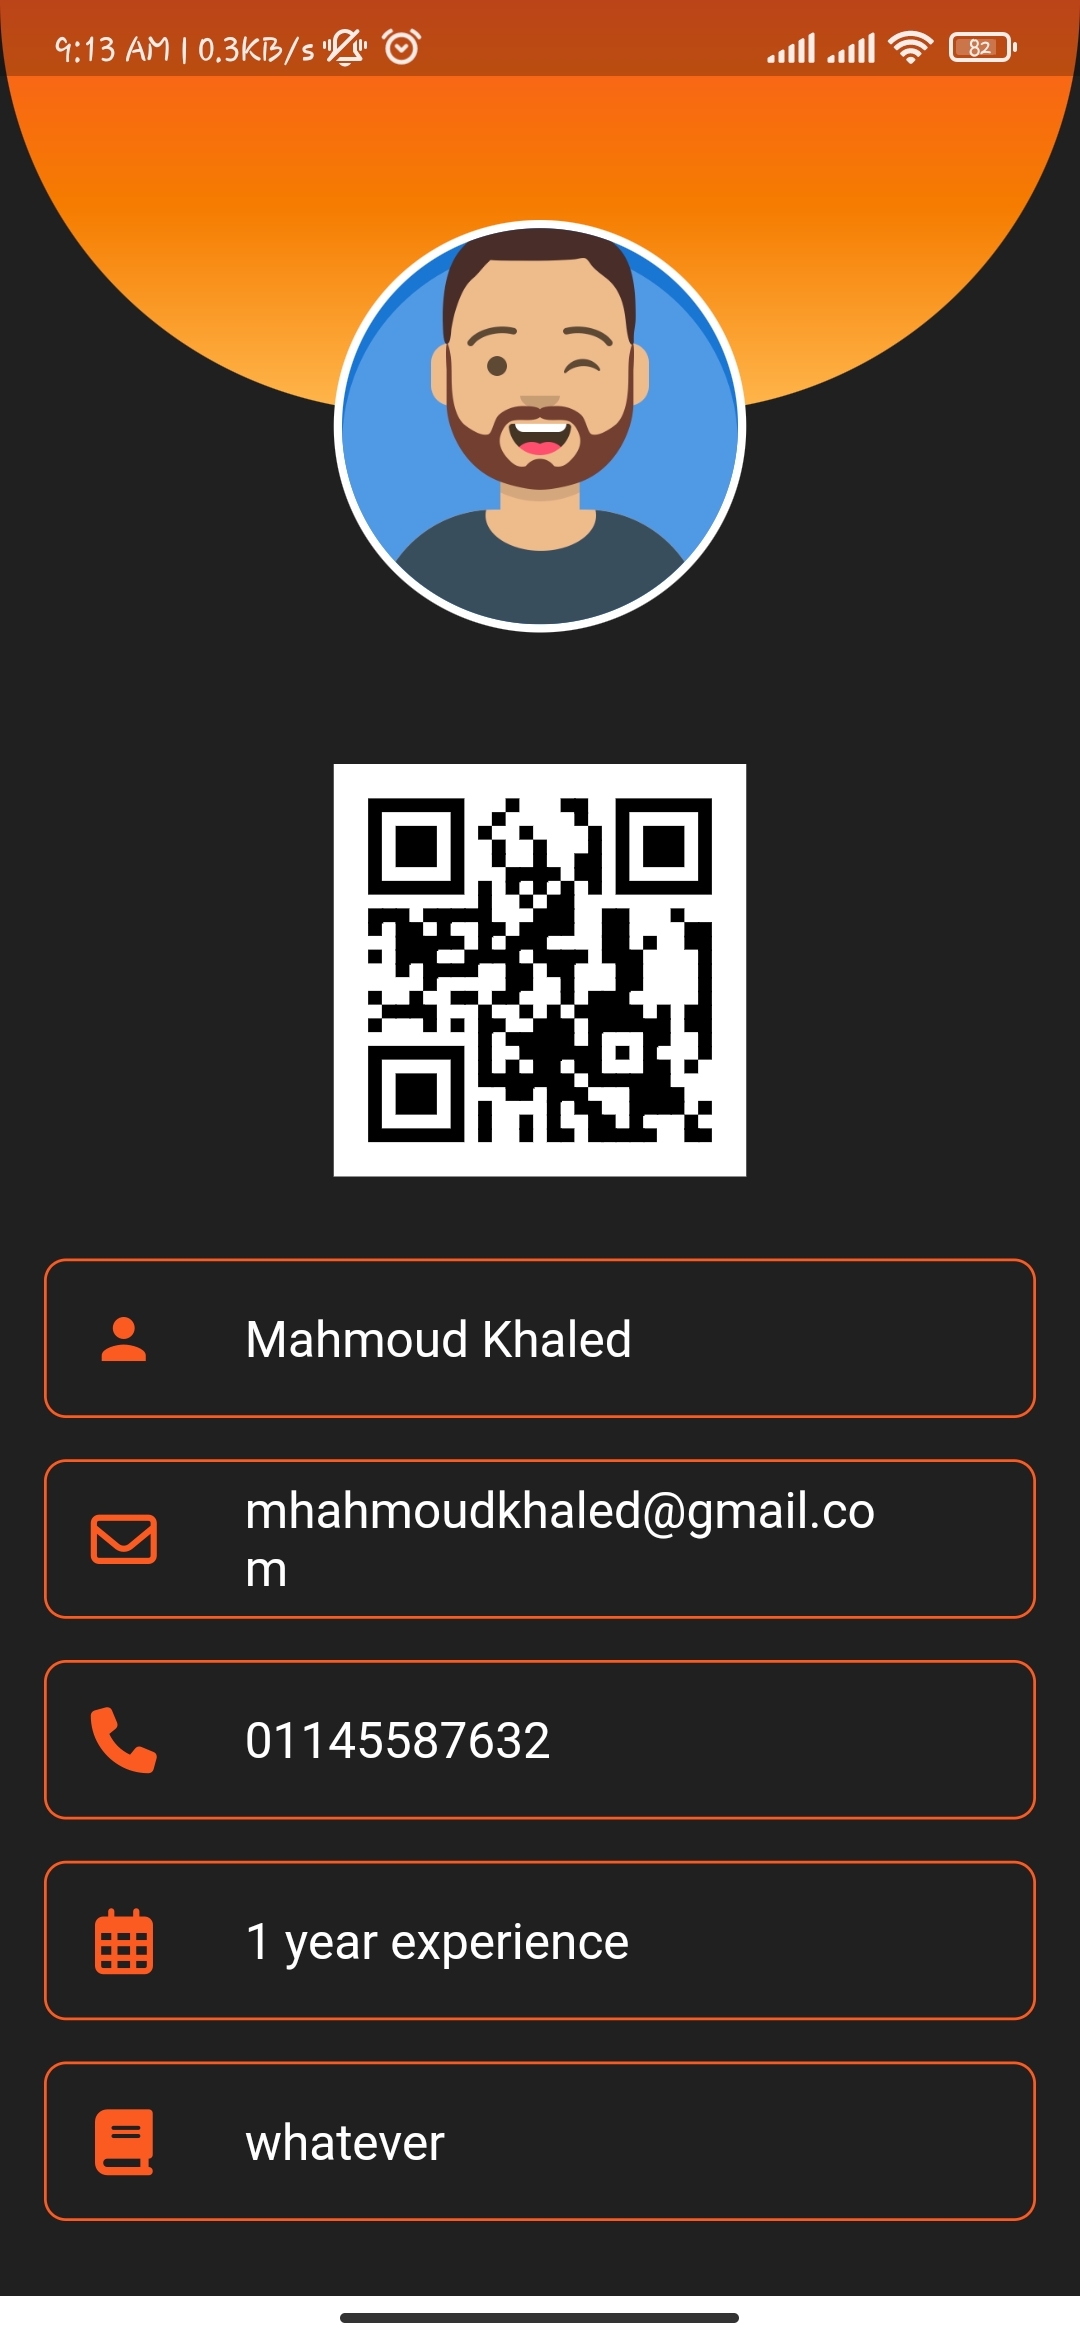 9:13 AM | 0.3KB/s
82
Mahmoud Khaled
mhahmoudkhaled@gmail.co
m
01145587632
1 year experience
whatever